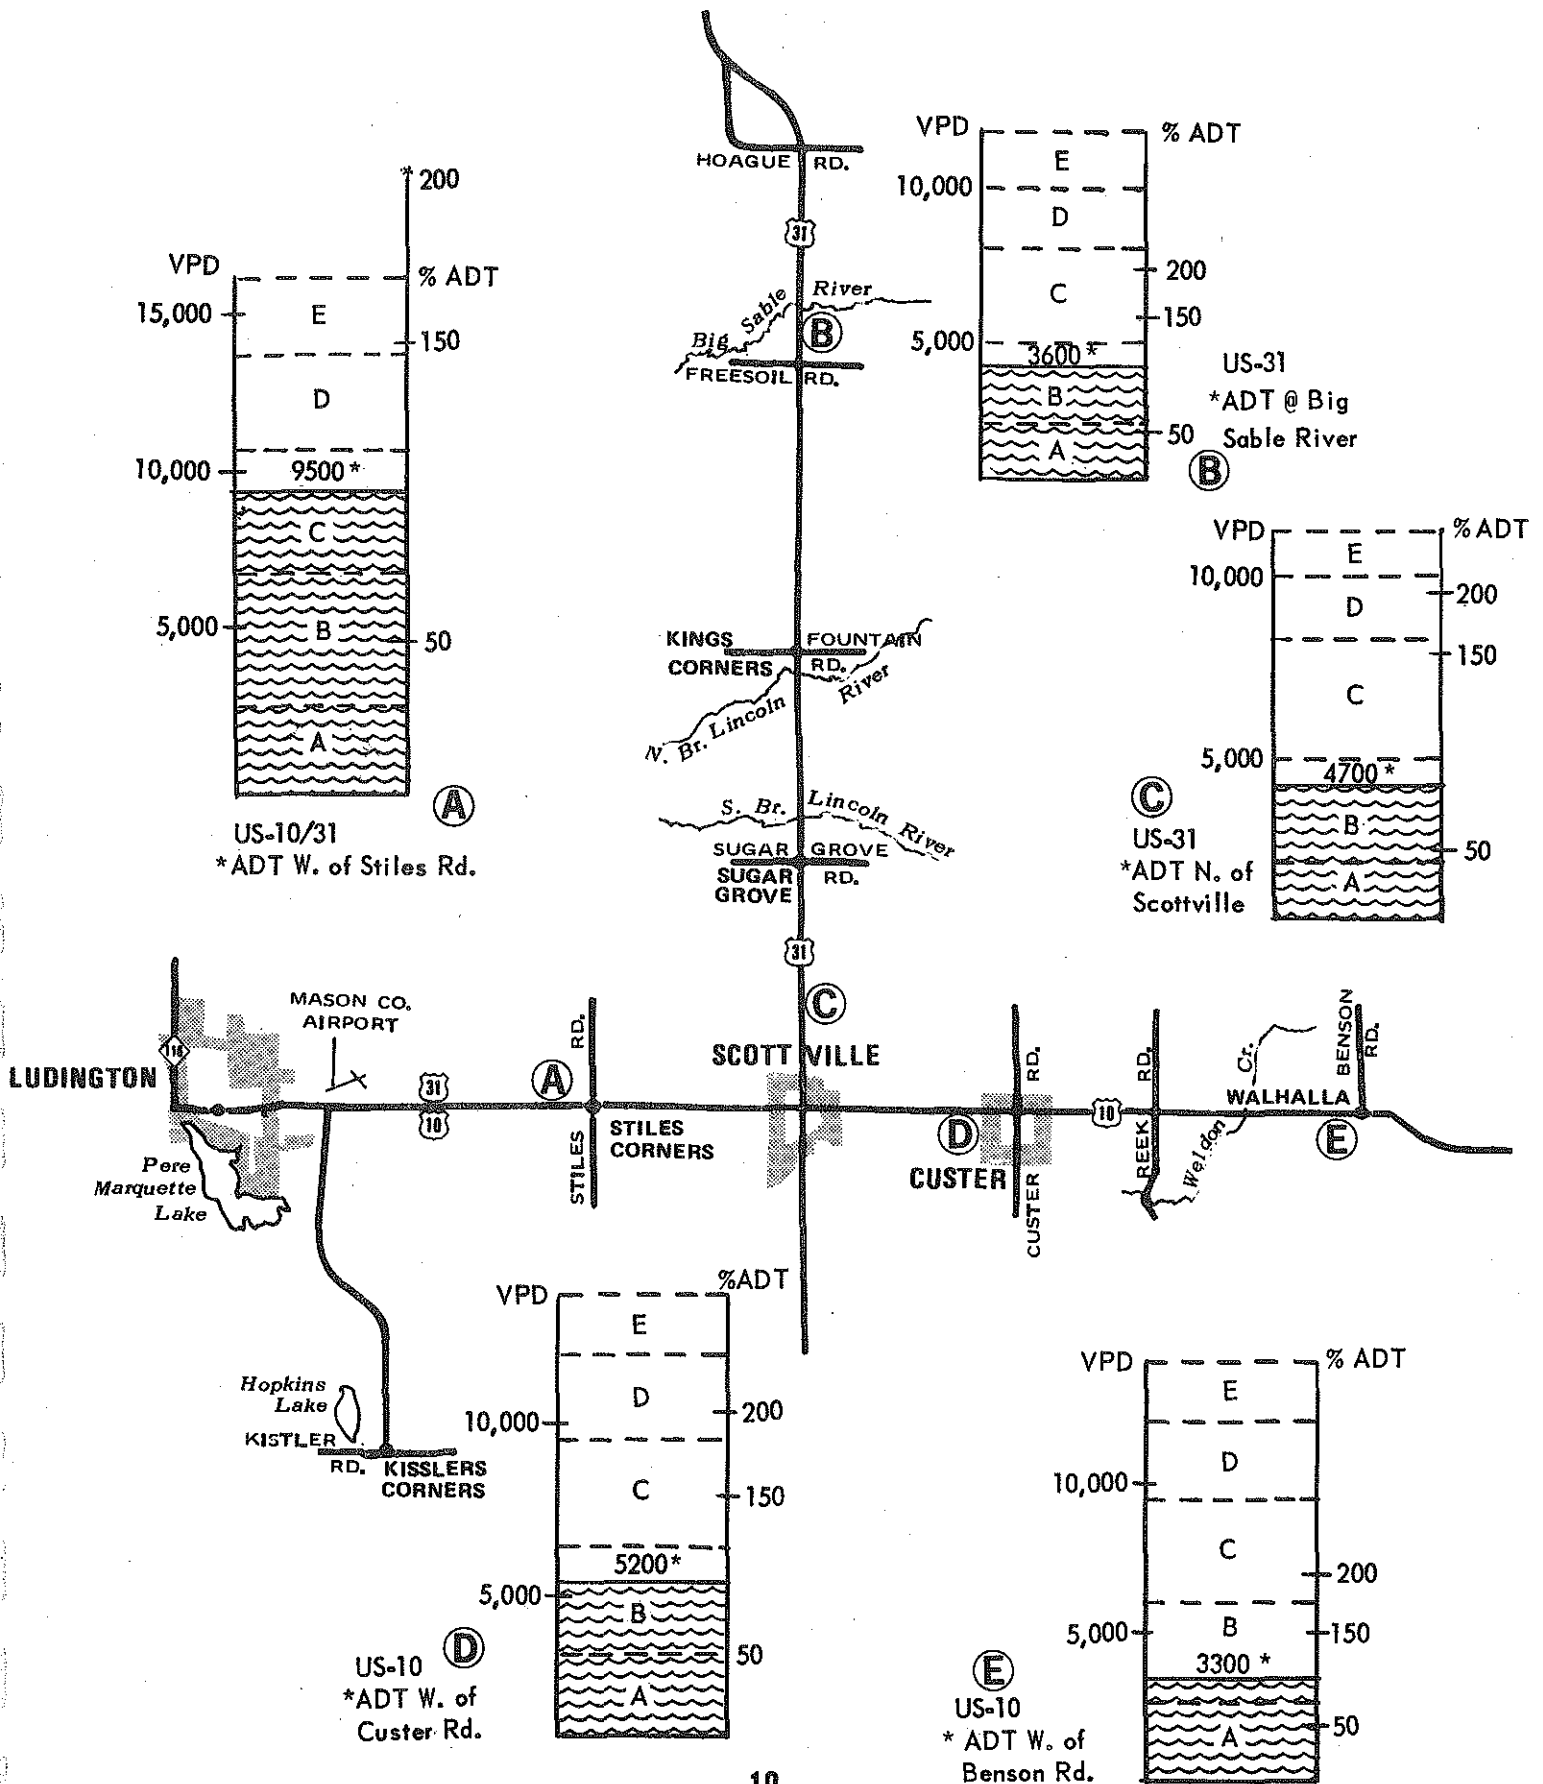 HOAGUE RD.
31
Big Sable River
B
FREESOIL RD.
VPD % ADT
E
10,000
D
200
C
150
5,000
3600 *
B
50
A
US-31
*ADT @ Big
Sable River
B
200
VPD % ADT
15,000
E
150
D
10,000
9500 *
C
5,000
B
50
A
A
US-10/31
*ADT W. of Stiles Rd.
VPD % ADT
E
10,000
200
D
150
C
5,000
4700 *
B
50
A
C
US-31
*ADT N. of
Scottville
KINGS
CORNERS
FOUNTAIN
RD.
N. Br. Lincoln River
S. Br. Lincoln River
SUGAR GROVE
RD.
SUGAR
GROVE
31
C
MASON CO.
AIRPORT
116
LUDINGTON
31
10
A
STILES RD.
STILES
CORNERS
SCOTTVILLE
D
CUSTER
CUSTER RD.
10
REEK RD.
Weldon Cr.
WALHALLA
BENSON
RD.
E
Pere
Marquette
Lake
Hopkins
Lake
KISTLER
RD.
KISSLERS
CORNERS
VPD %ADT
E
D
10,000
200
C
150
5200 *
5,000
B
50
A
D
US-10
*ADT W. of
Custer Rd.
VPD % ADT
E
D
10,000
C
200
B
5,000
150
3300 *
50
A
E
US-10
* ADT W. of
Benson Rd.
10